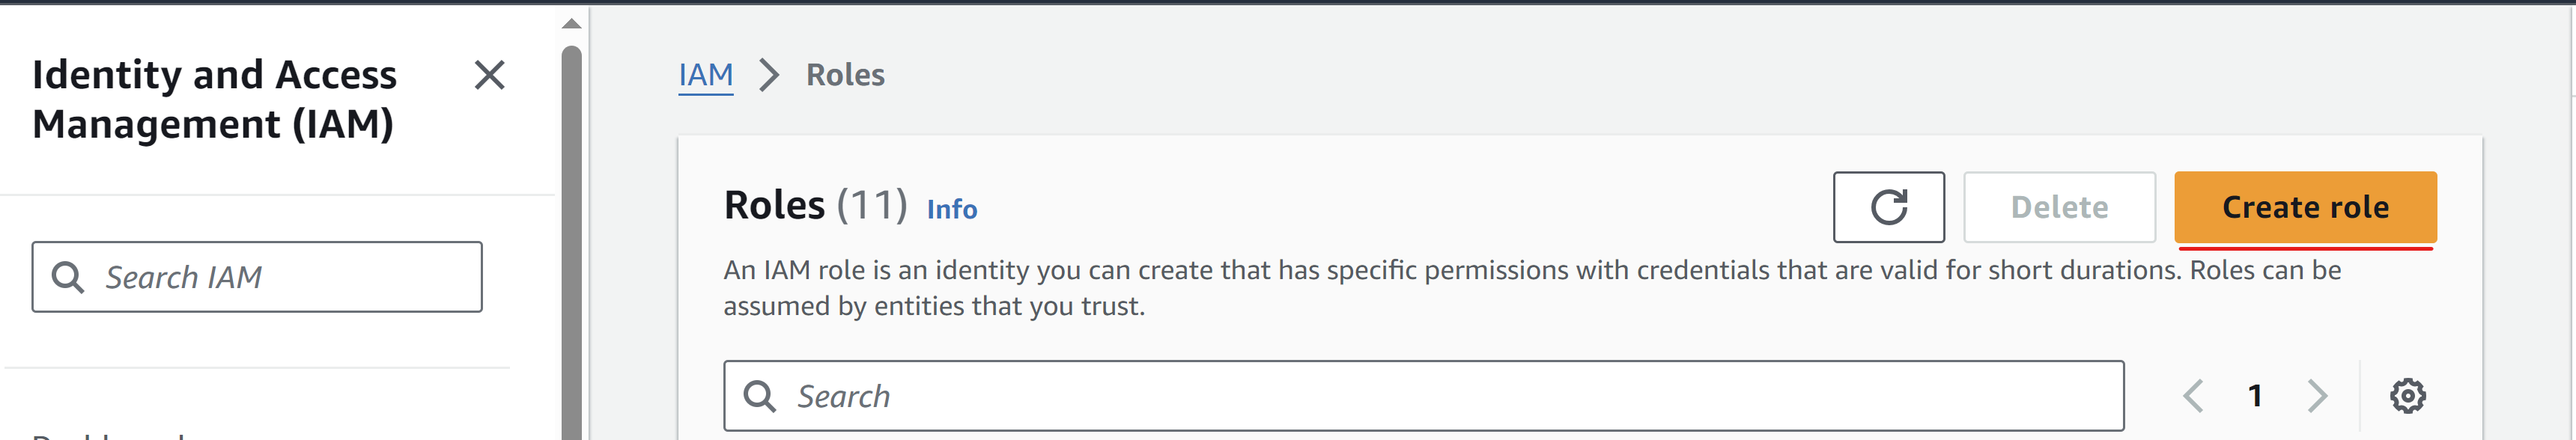 Identity and Access
Management (IAM)
Search IAM
IAM
Roles
Roles (11) Info
Delete
Create role
An IAM role is an identity you can create that has specific permissions with credentials that are valid for short durations. Roles can be
assumed by entities that you trust.
Search
1